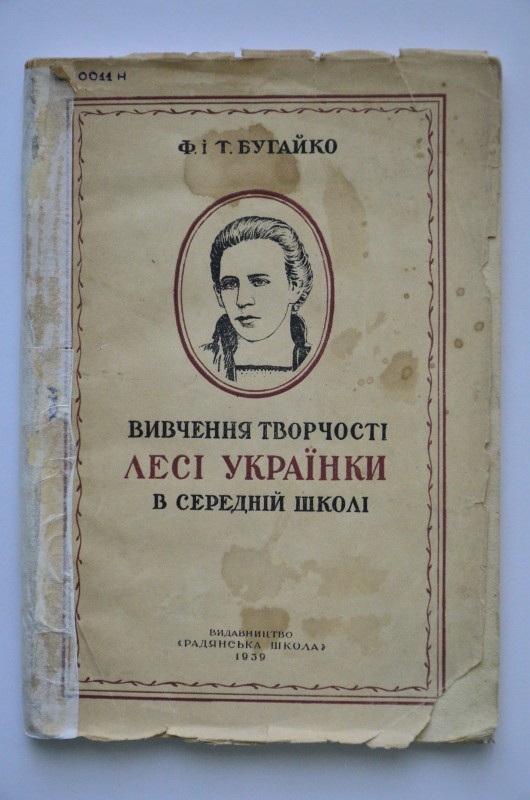 0011 Н
Ф. і Т. БУГАЙКО
ВИВЧЕННЯ ТВОРЧОСТІ
ЛЕСІ УКРАЇНКИ
В СЕРЕДНІЙ ШКОЛІ
ВИДАВНИЦТВО
«РАДЯНСЬКА ШКОЛА»
1939